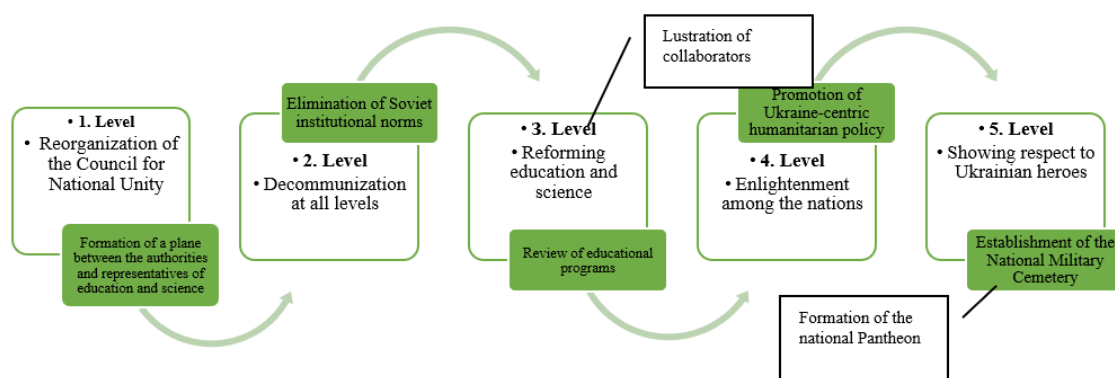 • 1. Level
• Reorganization
of the Council for
National Unity
Formation of a plane
between the authorities
and representatives of
education and science
Elimination of Soviet
institutional norms
• 2. Level
• Decommunization
at all levels
Lustration of
collaborators
• 3. Level
• Reforming
education and
science
Review of educational
programs
Promotion of
Ukraine-centric
humanitarian policy
• 4. Level
• Enlightenment
among the nations
• 5. Level
• Showing respect to
Ukrainian heroes
Establishment of the
National Military
Cemetery
Formation of the
national Pantheon